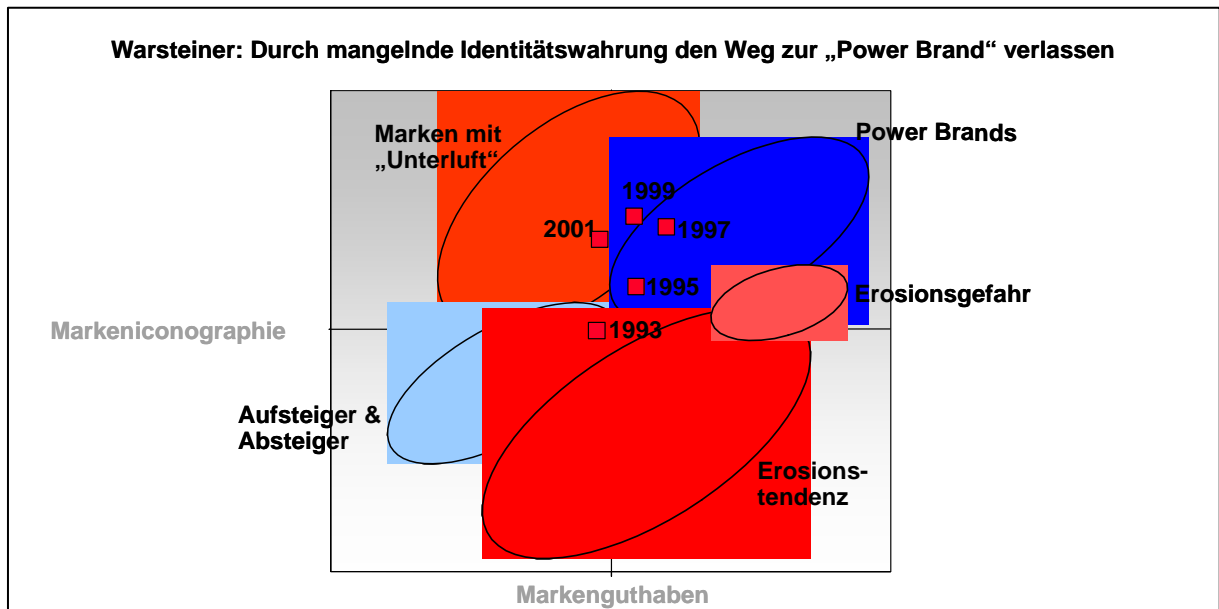 Warsteiner: Durch mangelnde Identitätswahrung den Weg zur „Power Brand“ verlassen
Marken mit
„Unterluft“
Power Brands
1999
2001
1997
1995
Erosionsgefahr
Markeniconographie
1993
Aufsteiger &
Absteiger
Erosions-
tendenz
Markenguthaben